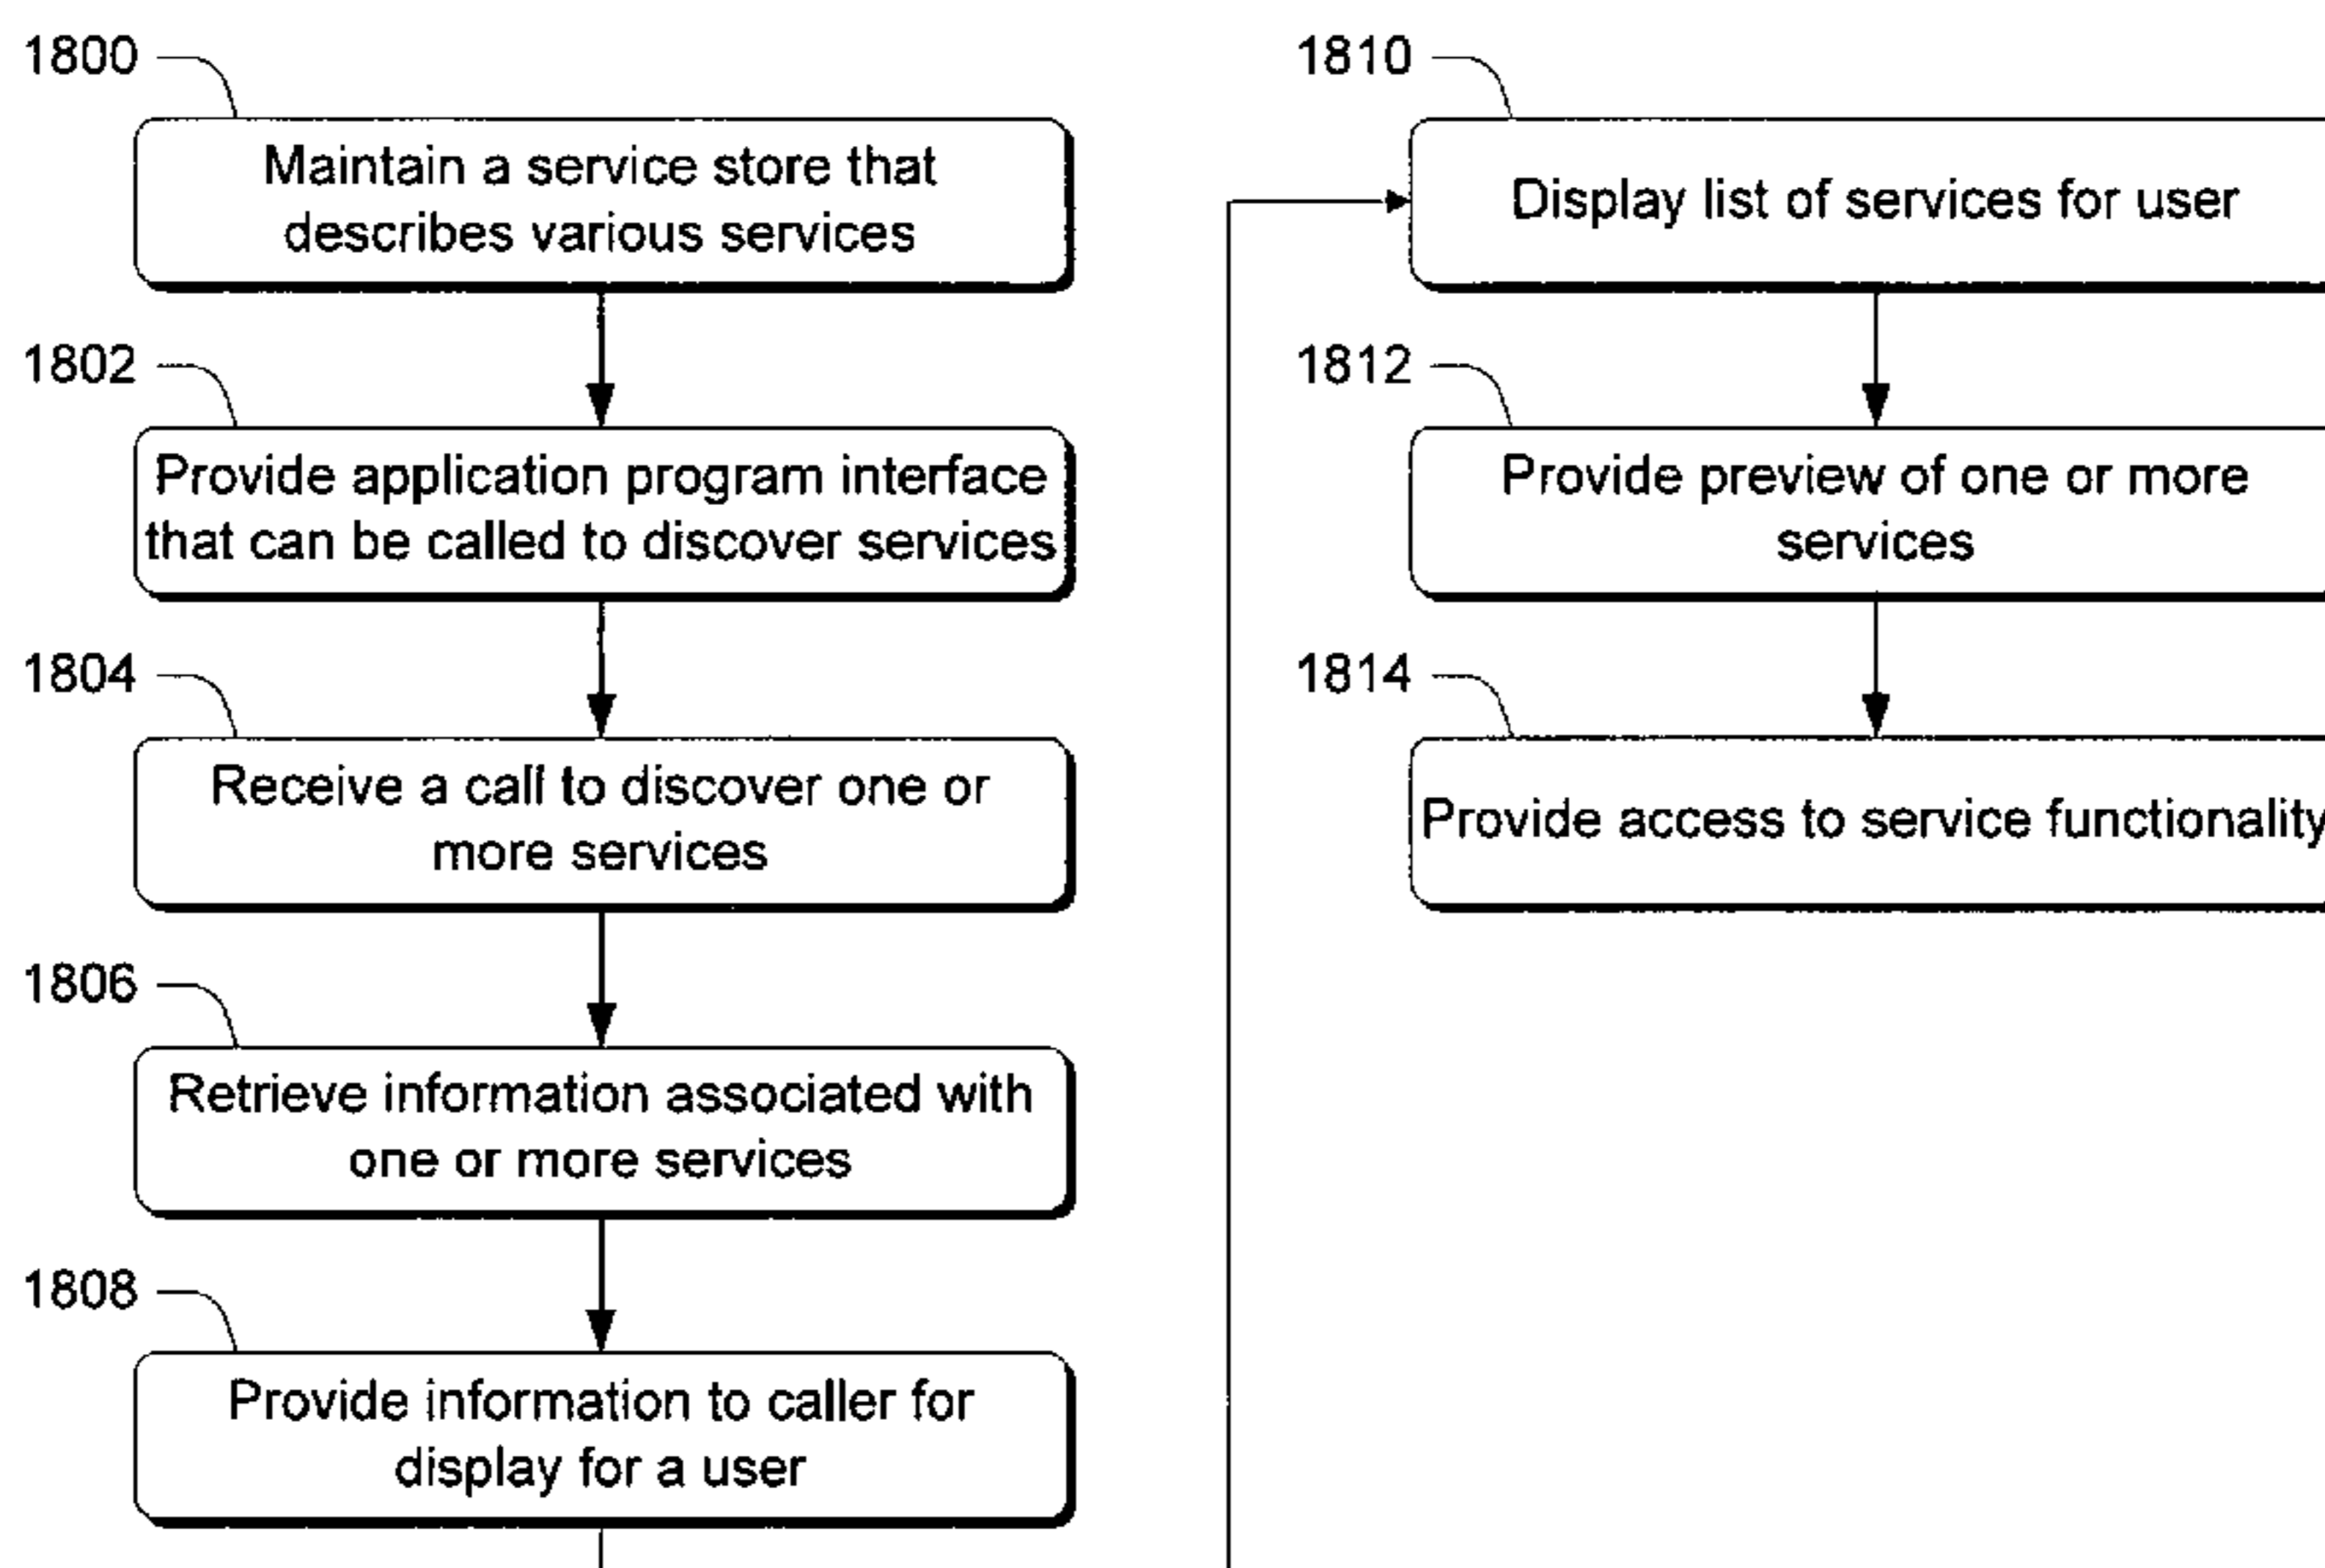 1800
Maintain a service store that
describes various services
1802
Provide application program interface
that can be called to discover services
1804
Receive a call to discover one or
more services
1806
Retrieve information associated with
one or more services
1808
Provide information to caller for
display for a user
1810
Display list of services for user
1812
Provide preview of one or more
services
1814
Provide access to service functionality